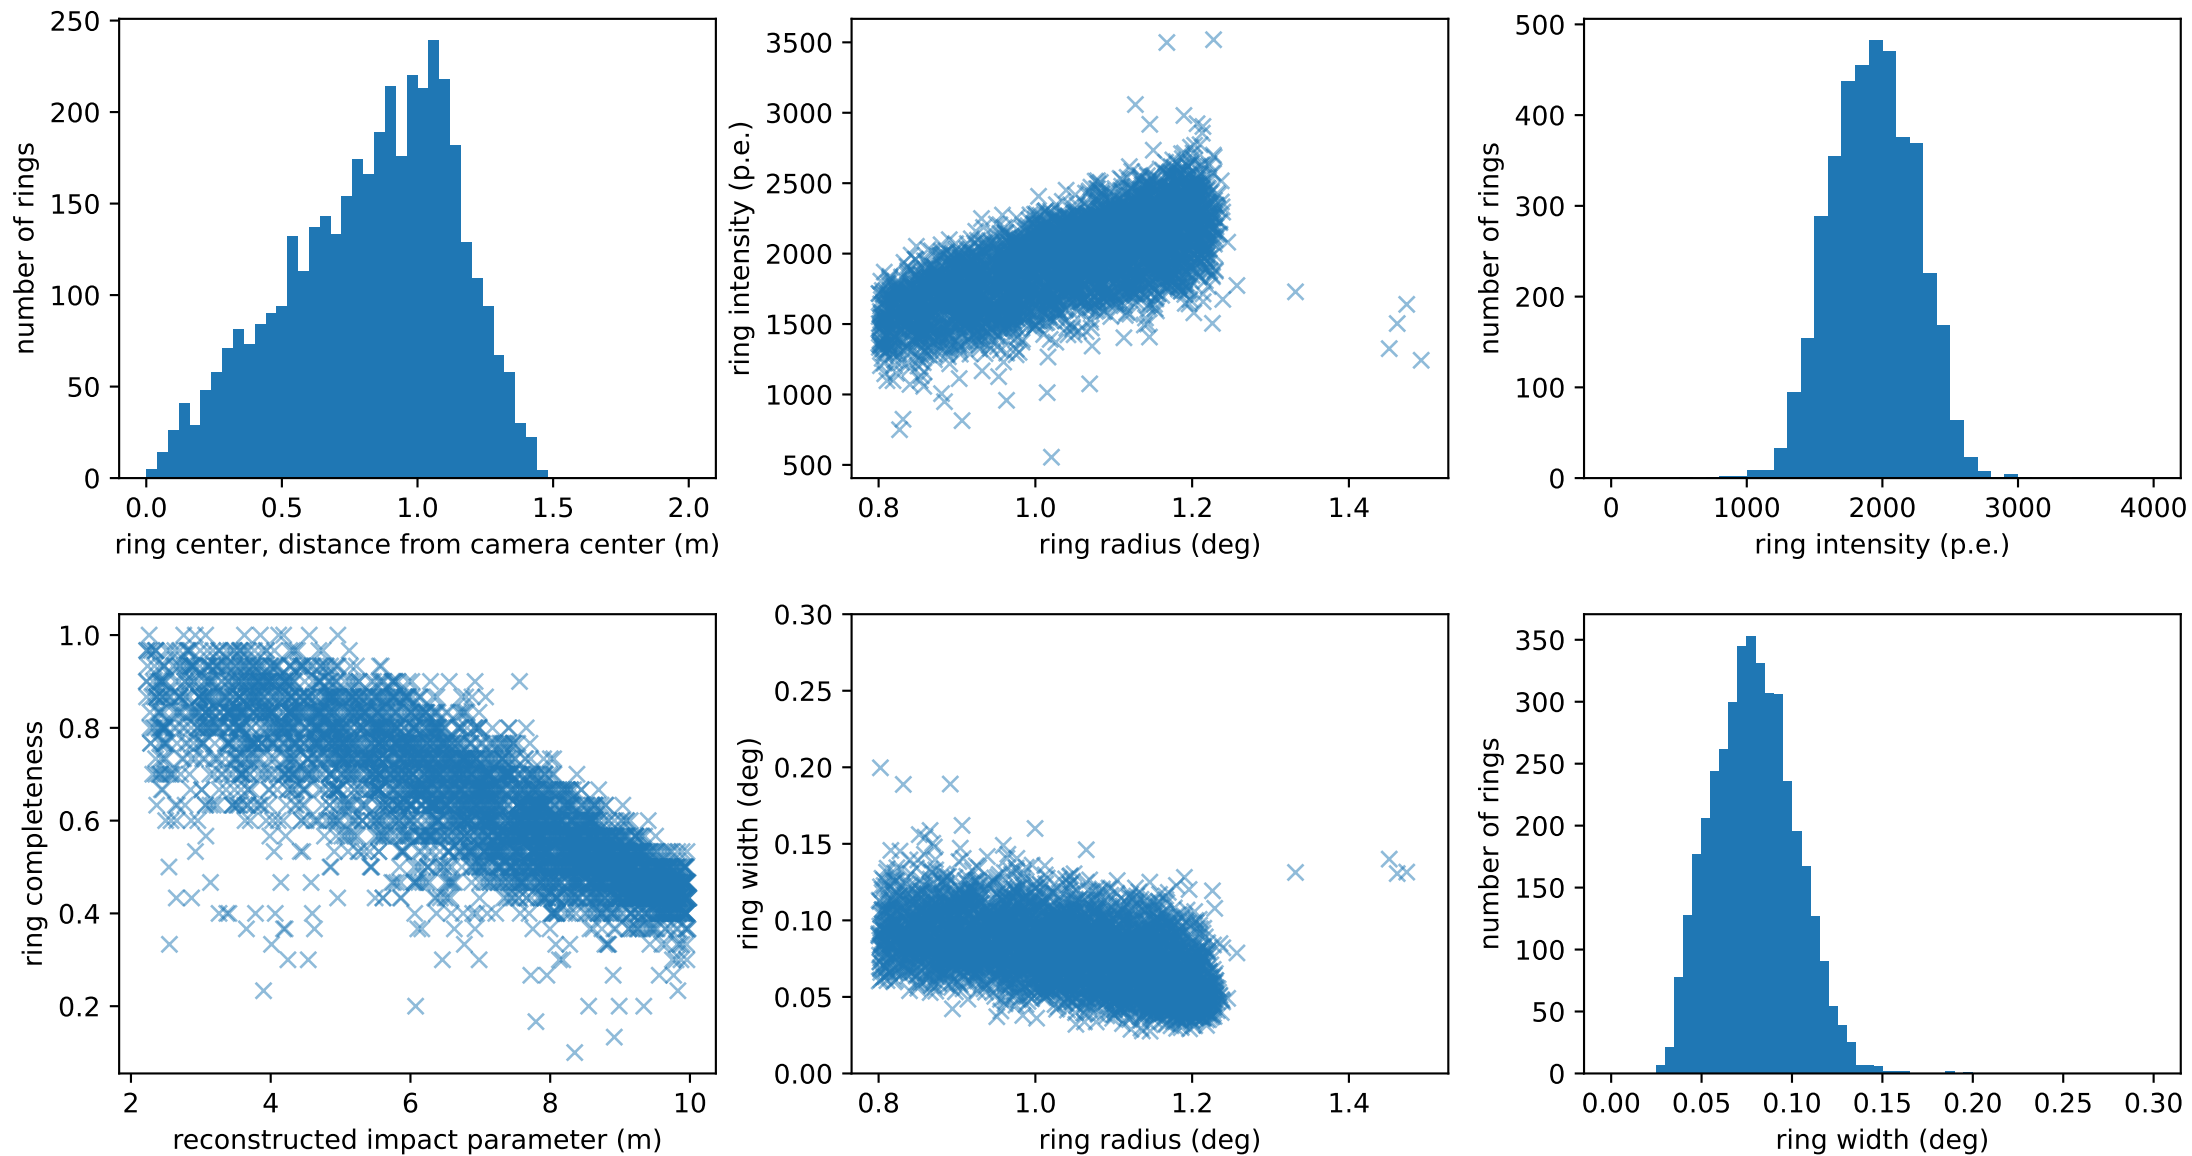 250
200
150
100
50
0
number of rings
0.0 0.5 1.0 1.5 2.0
ring center, distance from camera center (m)
3500
3000
2500
2000
1500
1000
500
ring intensity (p.e.)
0.8 1.0 1.2 1.4
ring radius (deg)
500
400
300
200
100
0
number of rings
0 1000 2000 3000 4000
ring intensity (p.e.)
1.0
0.8
0.6
0.4
0.2
ring completeness
2 4 6 8 10
reconstructed impact parameter (m)
0.30
0.25
0.20
0.15
0.10
0.05
0.00
ring width (deg)
0.8 1.0 1.2 1.4
ring radius (deg)
350
300
250
200
150
100
50
0
number of rings
0.00 0.05 0.10 0.15 0.20 0.25 0.30
ring width (deg)